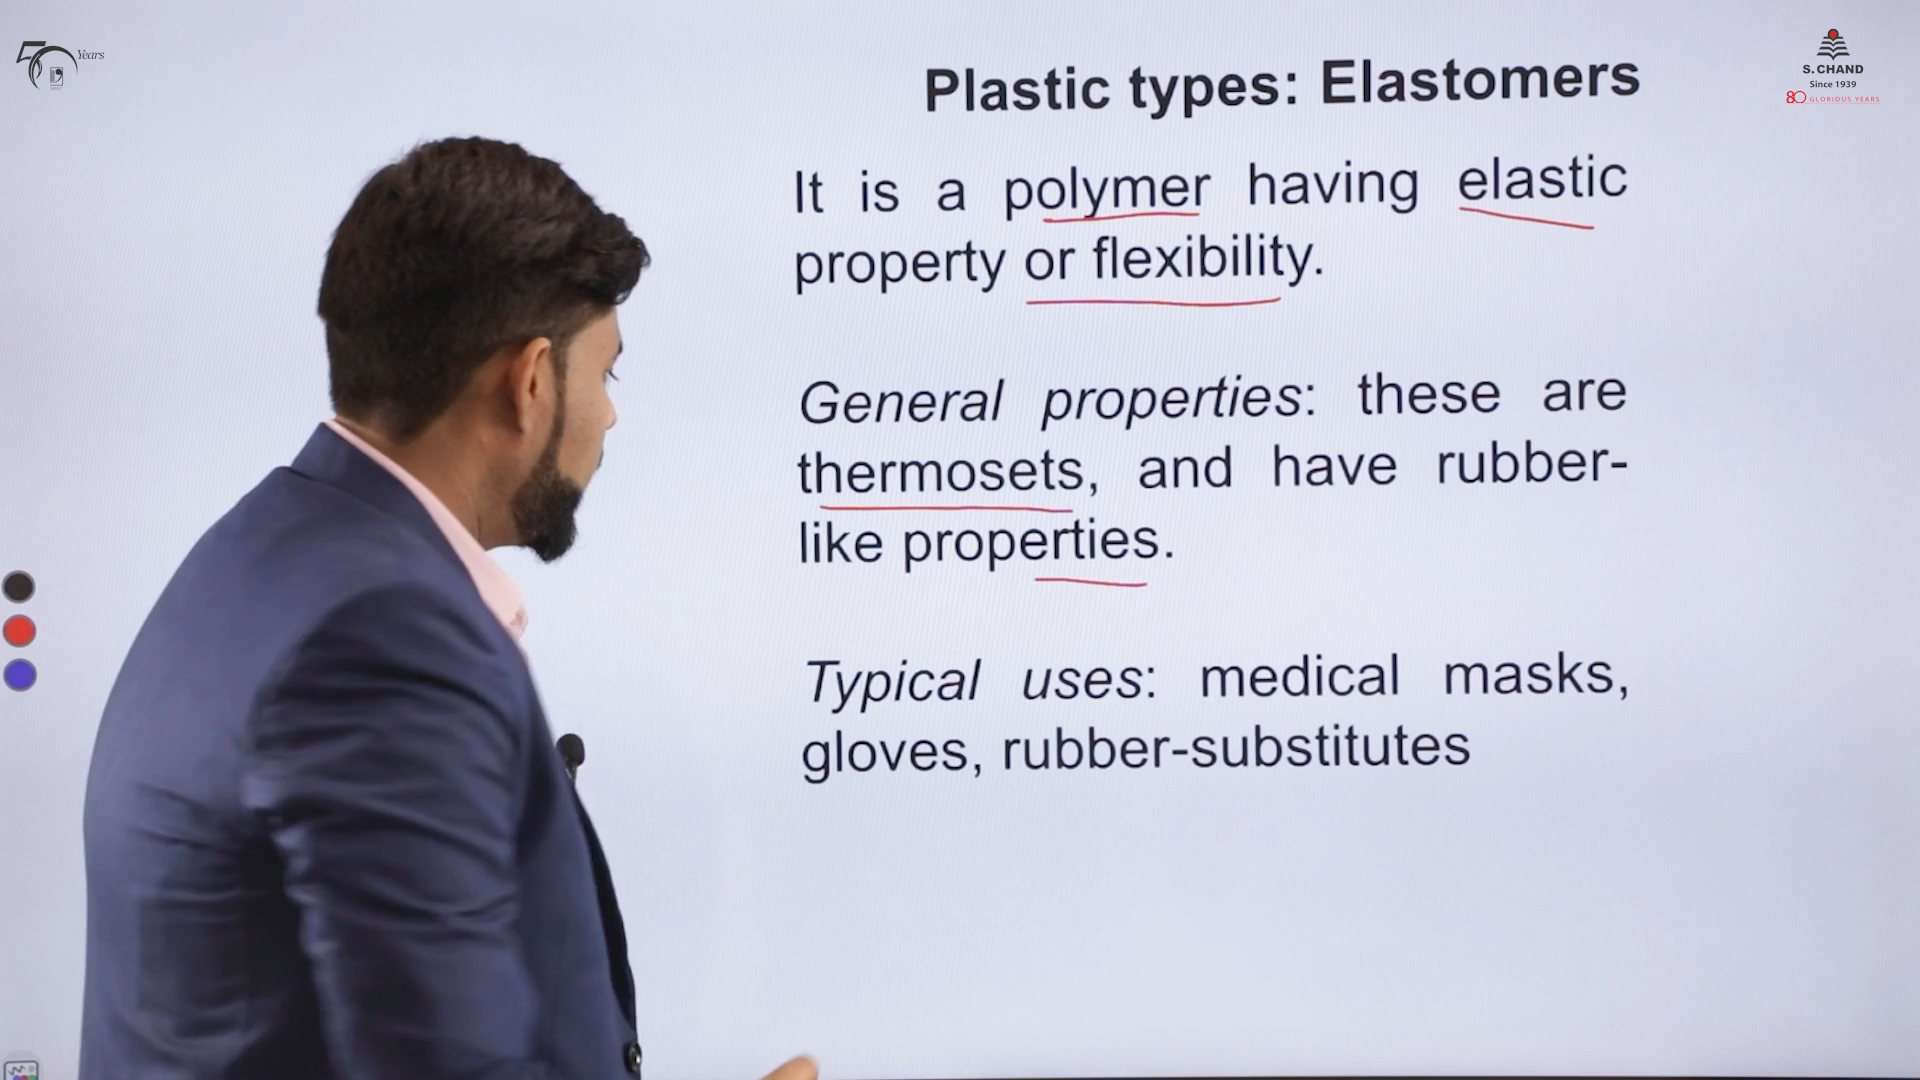 50 Years
S. CHAND
Since 1939
80 GLORIOUS YEARS
Plastic types: Elastomers
It is a polymer having elastic
property or flexibility.
General properties: these are
thermosets, and have rubber-
like properties.
Typical uses: medical masks,
gloves, rubber-substitutes